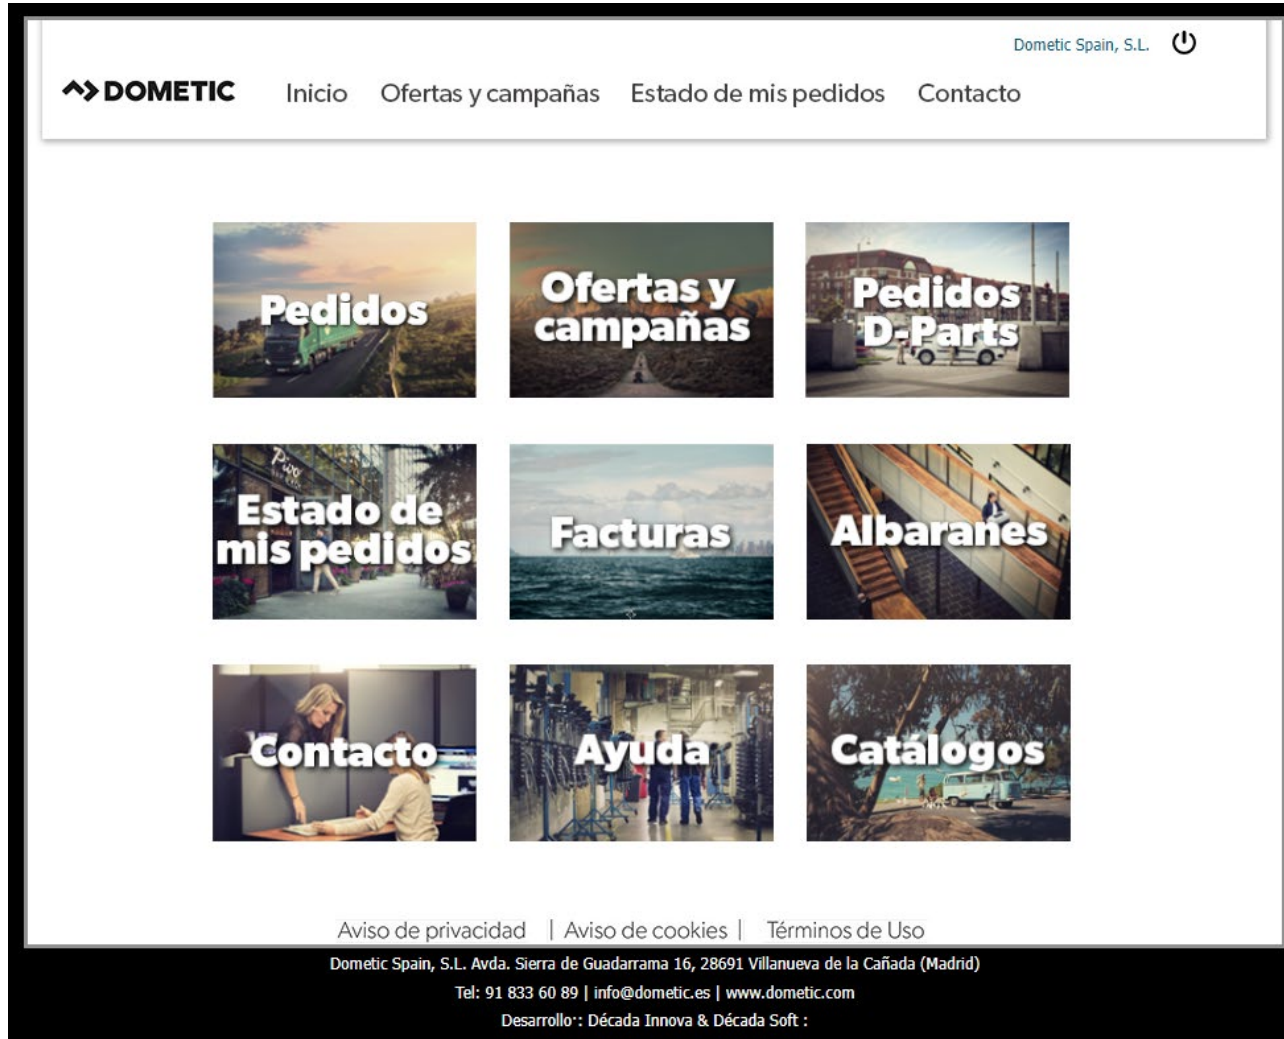 Dometic Spain, S.L.
DOMETIC Inicio Ofertas y campañas Estado de mis pedidos Contacto
Pedidos
Ofertas y
campañas
Pedidos
D-Parts
Pivo
Estado de
mis pedidos
Facturas
Albaranes
Contacto
Ayuda
Catálogos
Aviso de privacidad | Aviso de cookies | Términos de Uso
Dometic Spain, S.L. Avda. Sierra de Guadarrama 16, 28691 Villanueva de la Cañada (Madrid)
Tel: 91 833 60 89 | info@dometic.es | www.dometic.com
Desarrollo·: Década Innova & Década Soft :